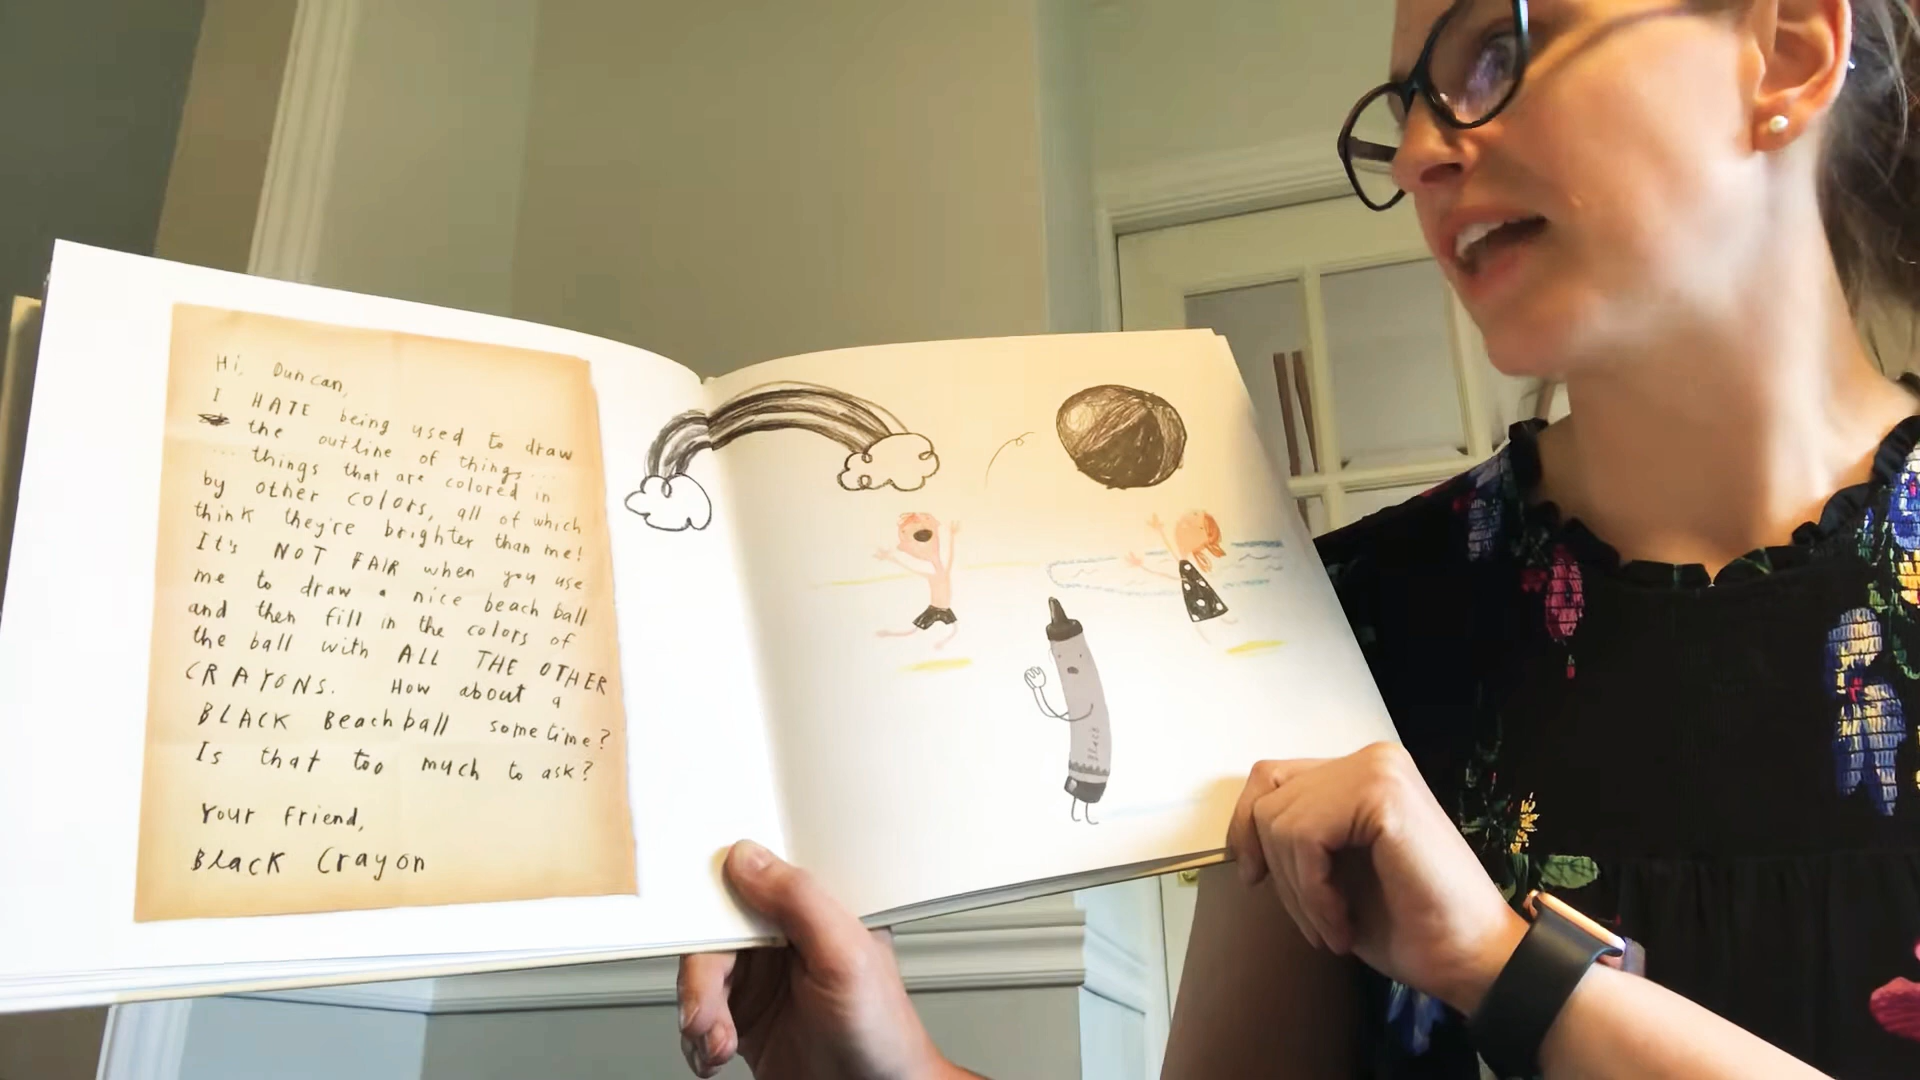 Hi, Duncan,
I HATE being used to draw
the outline of things....
... things that are colored in
by other colors, all of which
think they're brighter than me!
It's NOT FAIR when you use
me to draw a nice beach ball
and then fill in the colors of
the ball with ALL THE OTHER
CRAYONS. How about a
BLACK Beachball sometime?
Is that too much to ask?
Your friend,
Black Crayon
Black